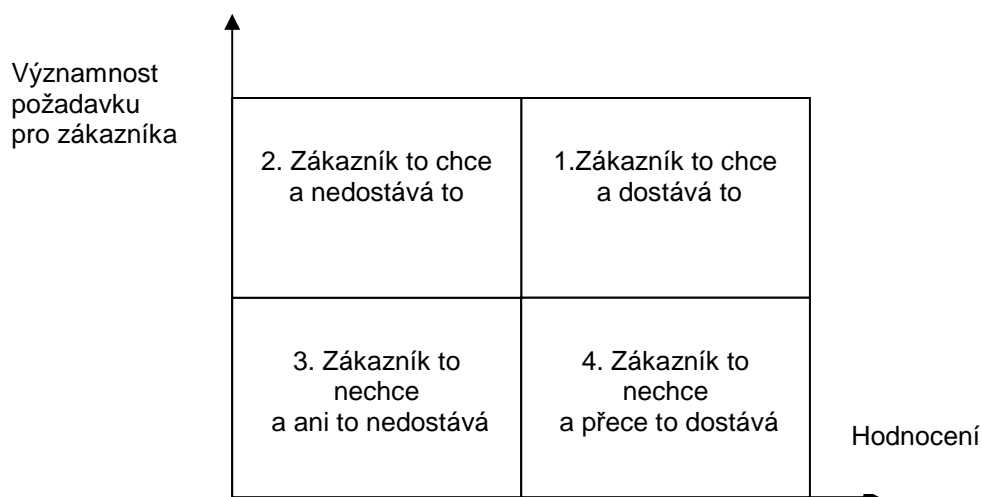 Významnost
požadavku
pro zákazníka
2. Zákazník to chce
a nedostává to
1.Zákazník to chce
a dostává to
3. Zákazník to
nechce
a ani to nedostává
4. Zákazník to
nechce
a přece to dostává
Hodnocení